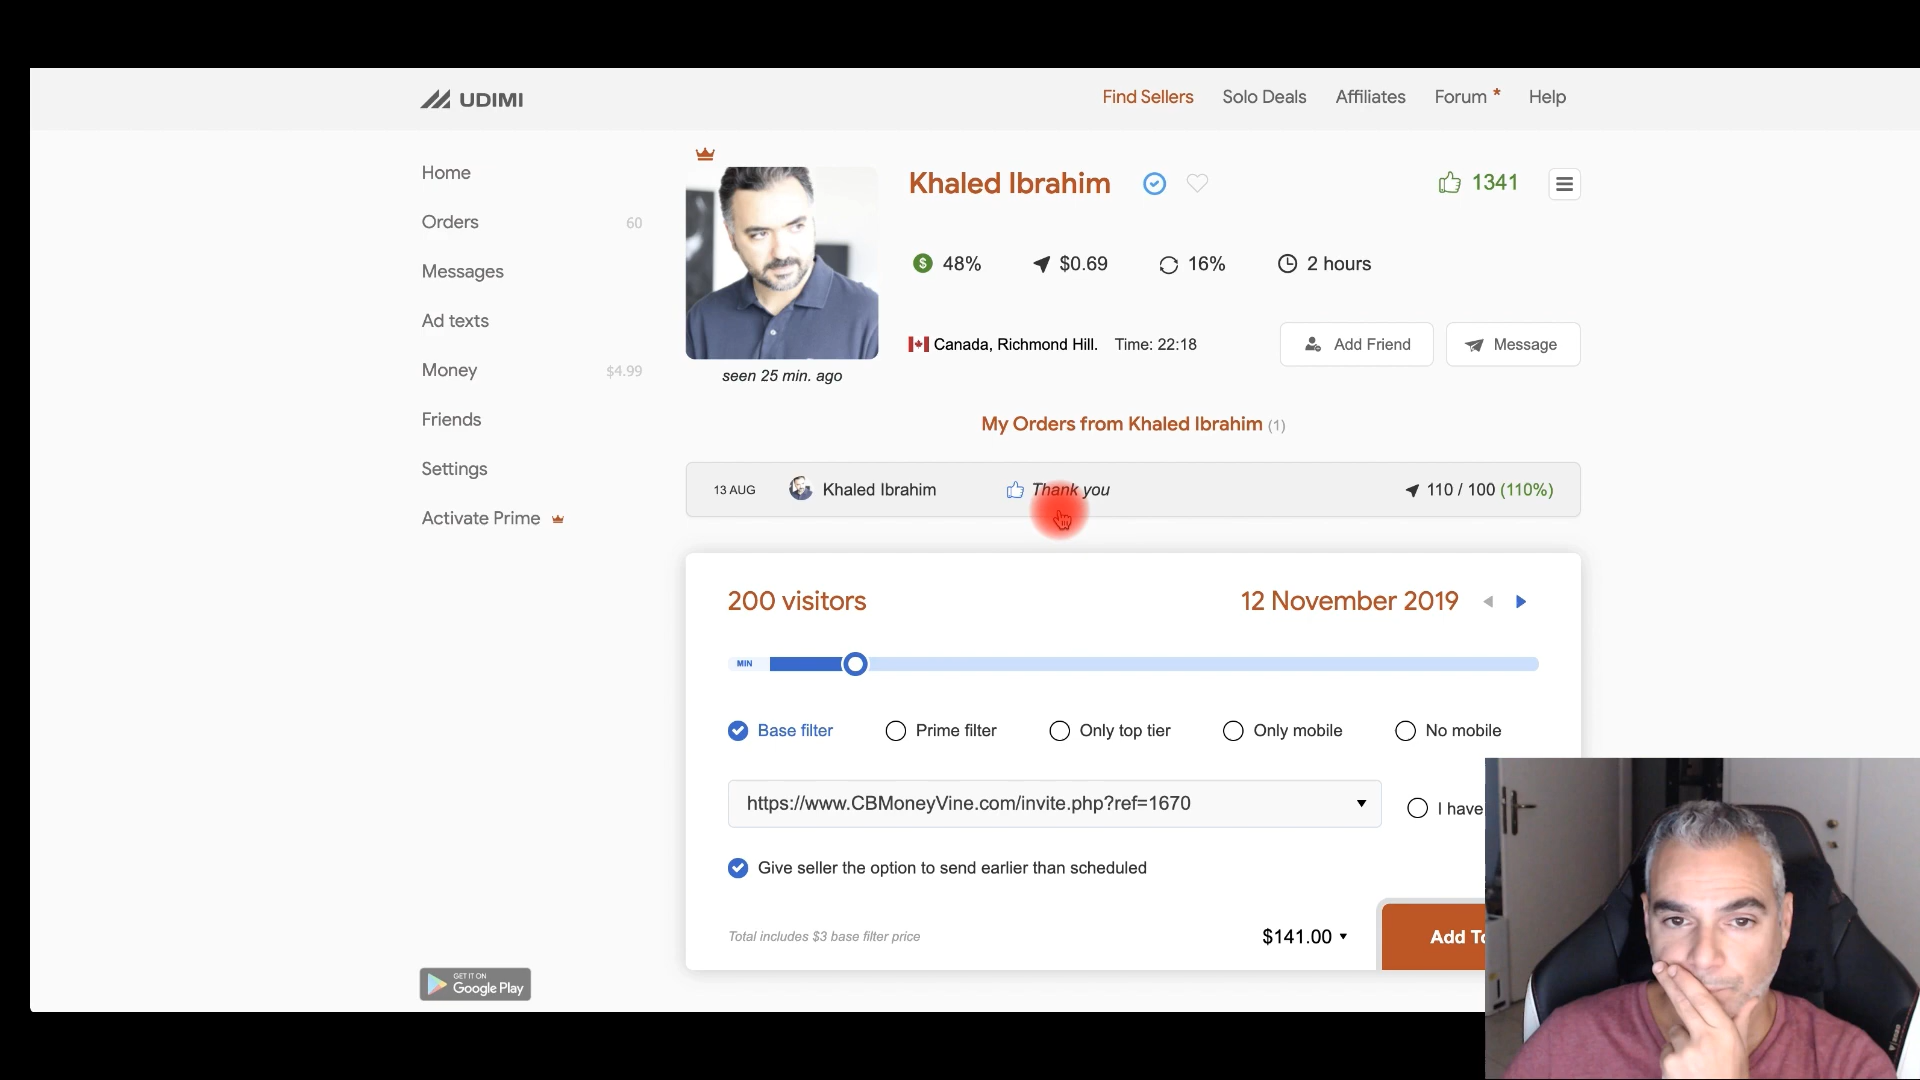 UDIMI
Find Sellers Solo Deals Affiliates Forum * Help
Home
Orders 60
Messages
Ad texts
Money $4.99
Friends
Settings
Activate Prime
Khaled Ibrahim
1341
48% $0.69 16% 2 hours
Canada, Richmond Hill. Time: 22:18
Add Friend
Message
seen 25 min. ago
My Orders from Khaled Ibrahim (1)
13 AUG Khaled Ibrahim Thank you 110 / 100 (110%)
200 visitors 12 November 2019
MIN
Base filter Prime filter Only top tier Only mobile No mobile
https://www.CBMoneyVine.com/invite.php?ref=1670
I have
Give seller the option to send earlier than scheduled
Total includes $3 base filter price $141.00 Add To
GET IT ON
Google Play